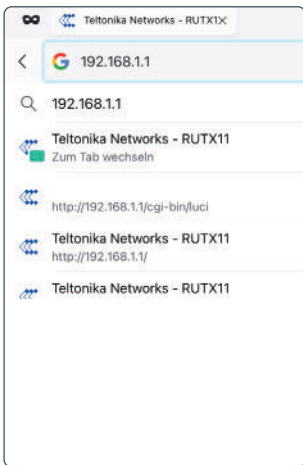 Teltonika Networks - RUTX1
192.168.1.1
192.168.1.1
Teltonika Networks - RUTX11
Zum Tab wechseln
http://192.168.1.1/cgi-bin/luci
Teltonika Networks - RUTX11
http://192.168.1.1/
Teltonika Networks - RUTX11